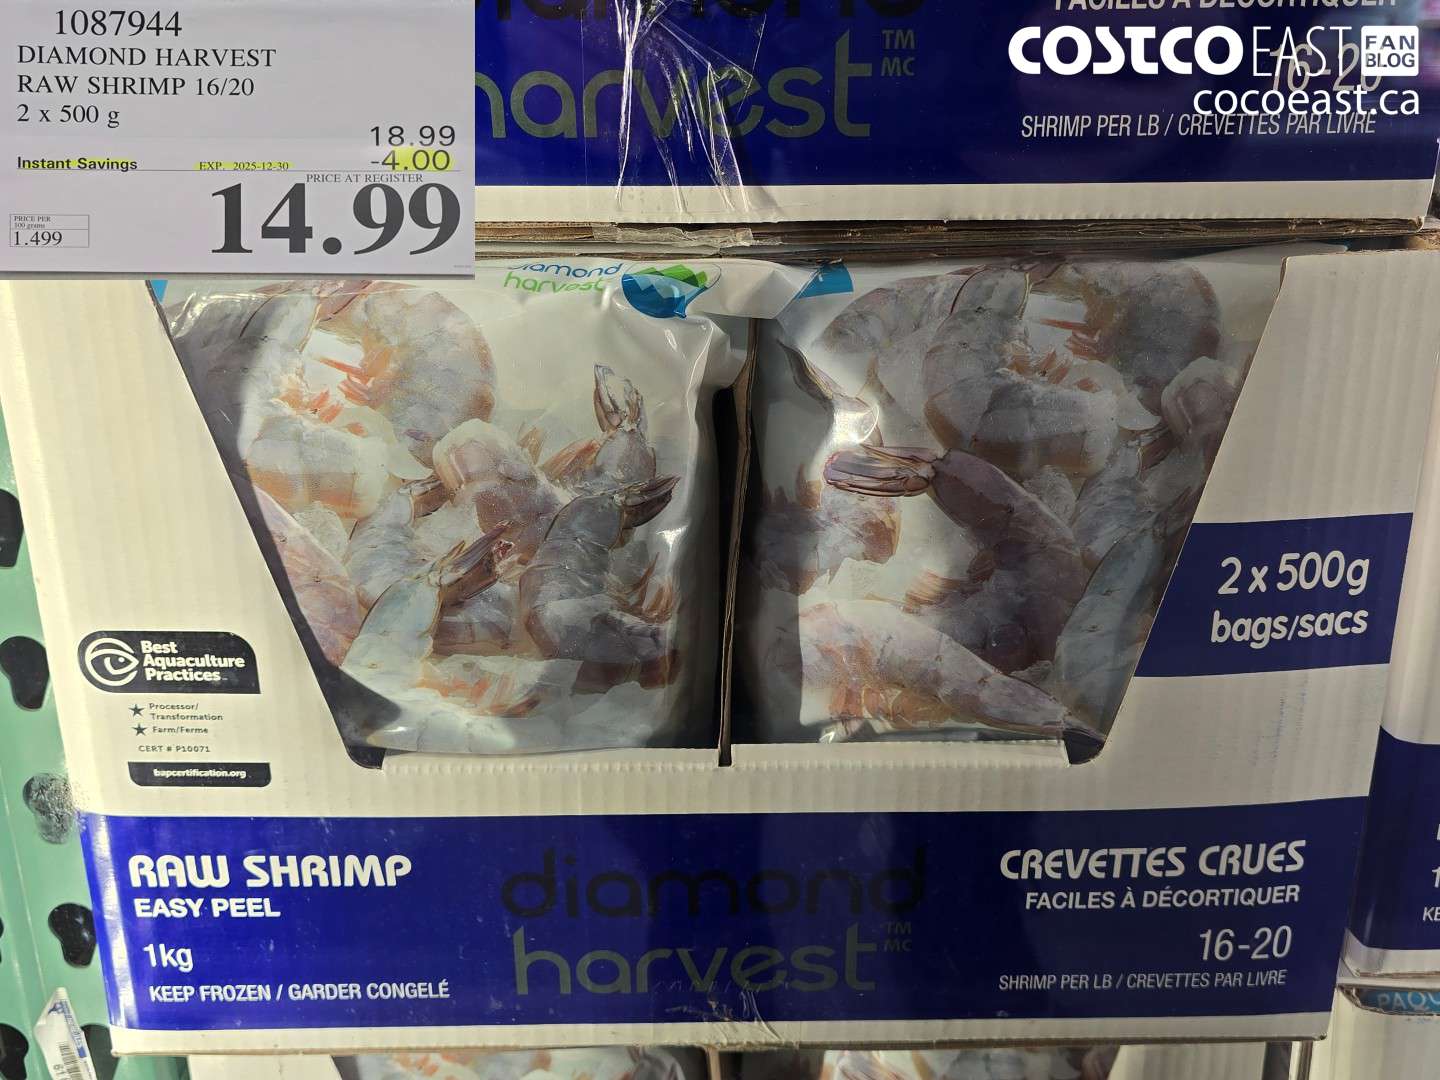 1087944
DIAMOND HARVEST
RAW SHRIMP 16/20
2 x 500 g
18.99
Instant Savings
EXP. 2025-12-30
-4.00
PRICE AT REGISTER
14.99
PRICE PER
100 grams
1.499
COSTCO EAST FAN BLOG
cocoeast.ca
FACILES À DÉCORTIQUER
harvest TM MC
16-20
SHRIMP PER LB / CREVETTES PAR LIVRE
diamond
harvest
2 x 500g
bags/sacs
Best
Aquaculture
Practices
Processor/
Transformation
Farm/Ferme
CERT # P10071
bapcertification.org
RAW SHRIMP
EASY PEEL
1kg
KEEP FROZEN / GARDER CONGELÉ
diamond
harvest TM MC
CREVETTES CRUES
FACILES À DÉCORTIQUER
16-20
SHRIMP PER LB / CREVETTES PAR LIVRE